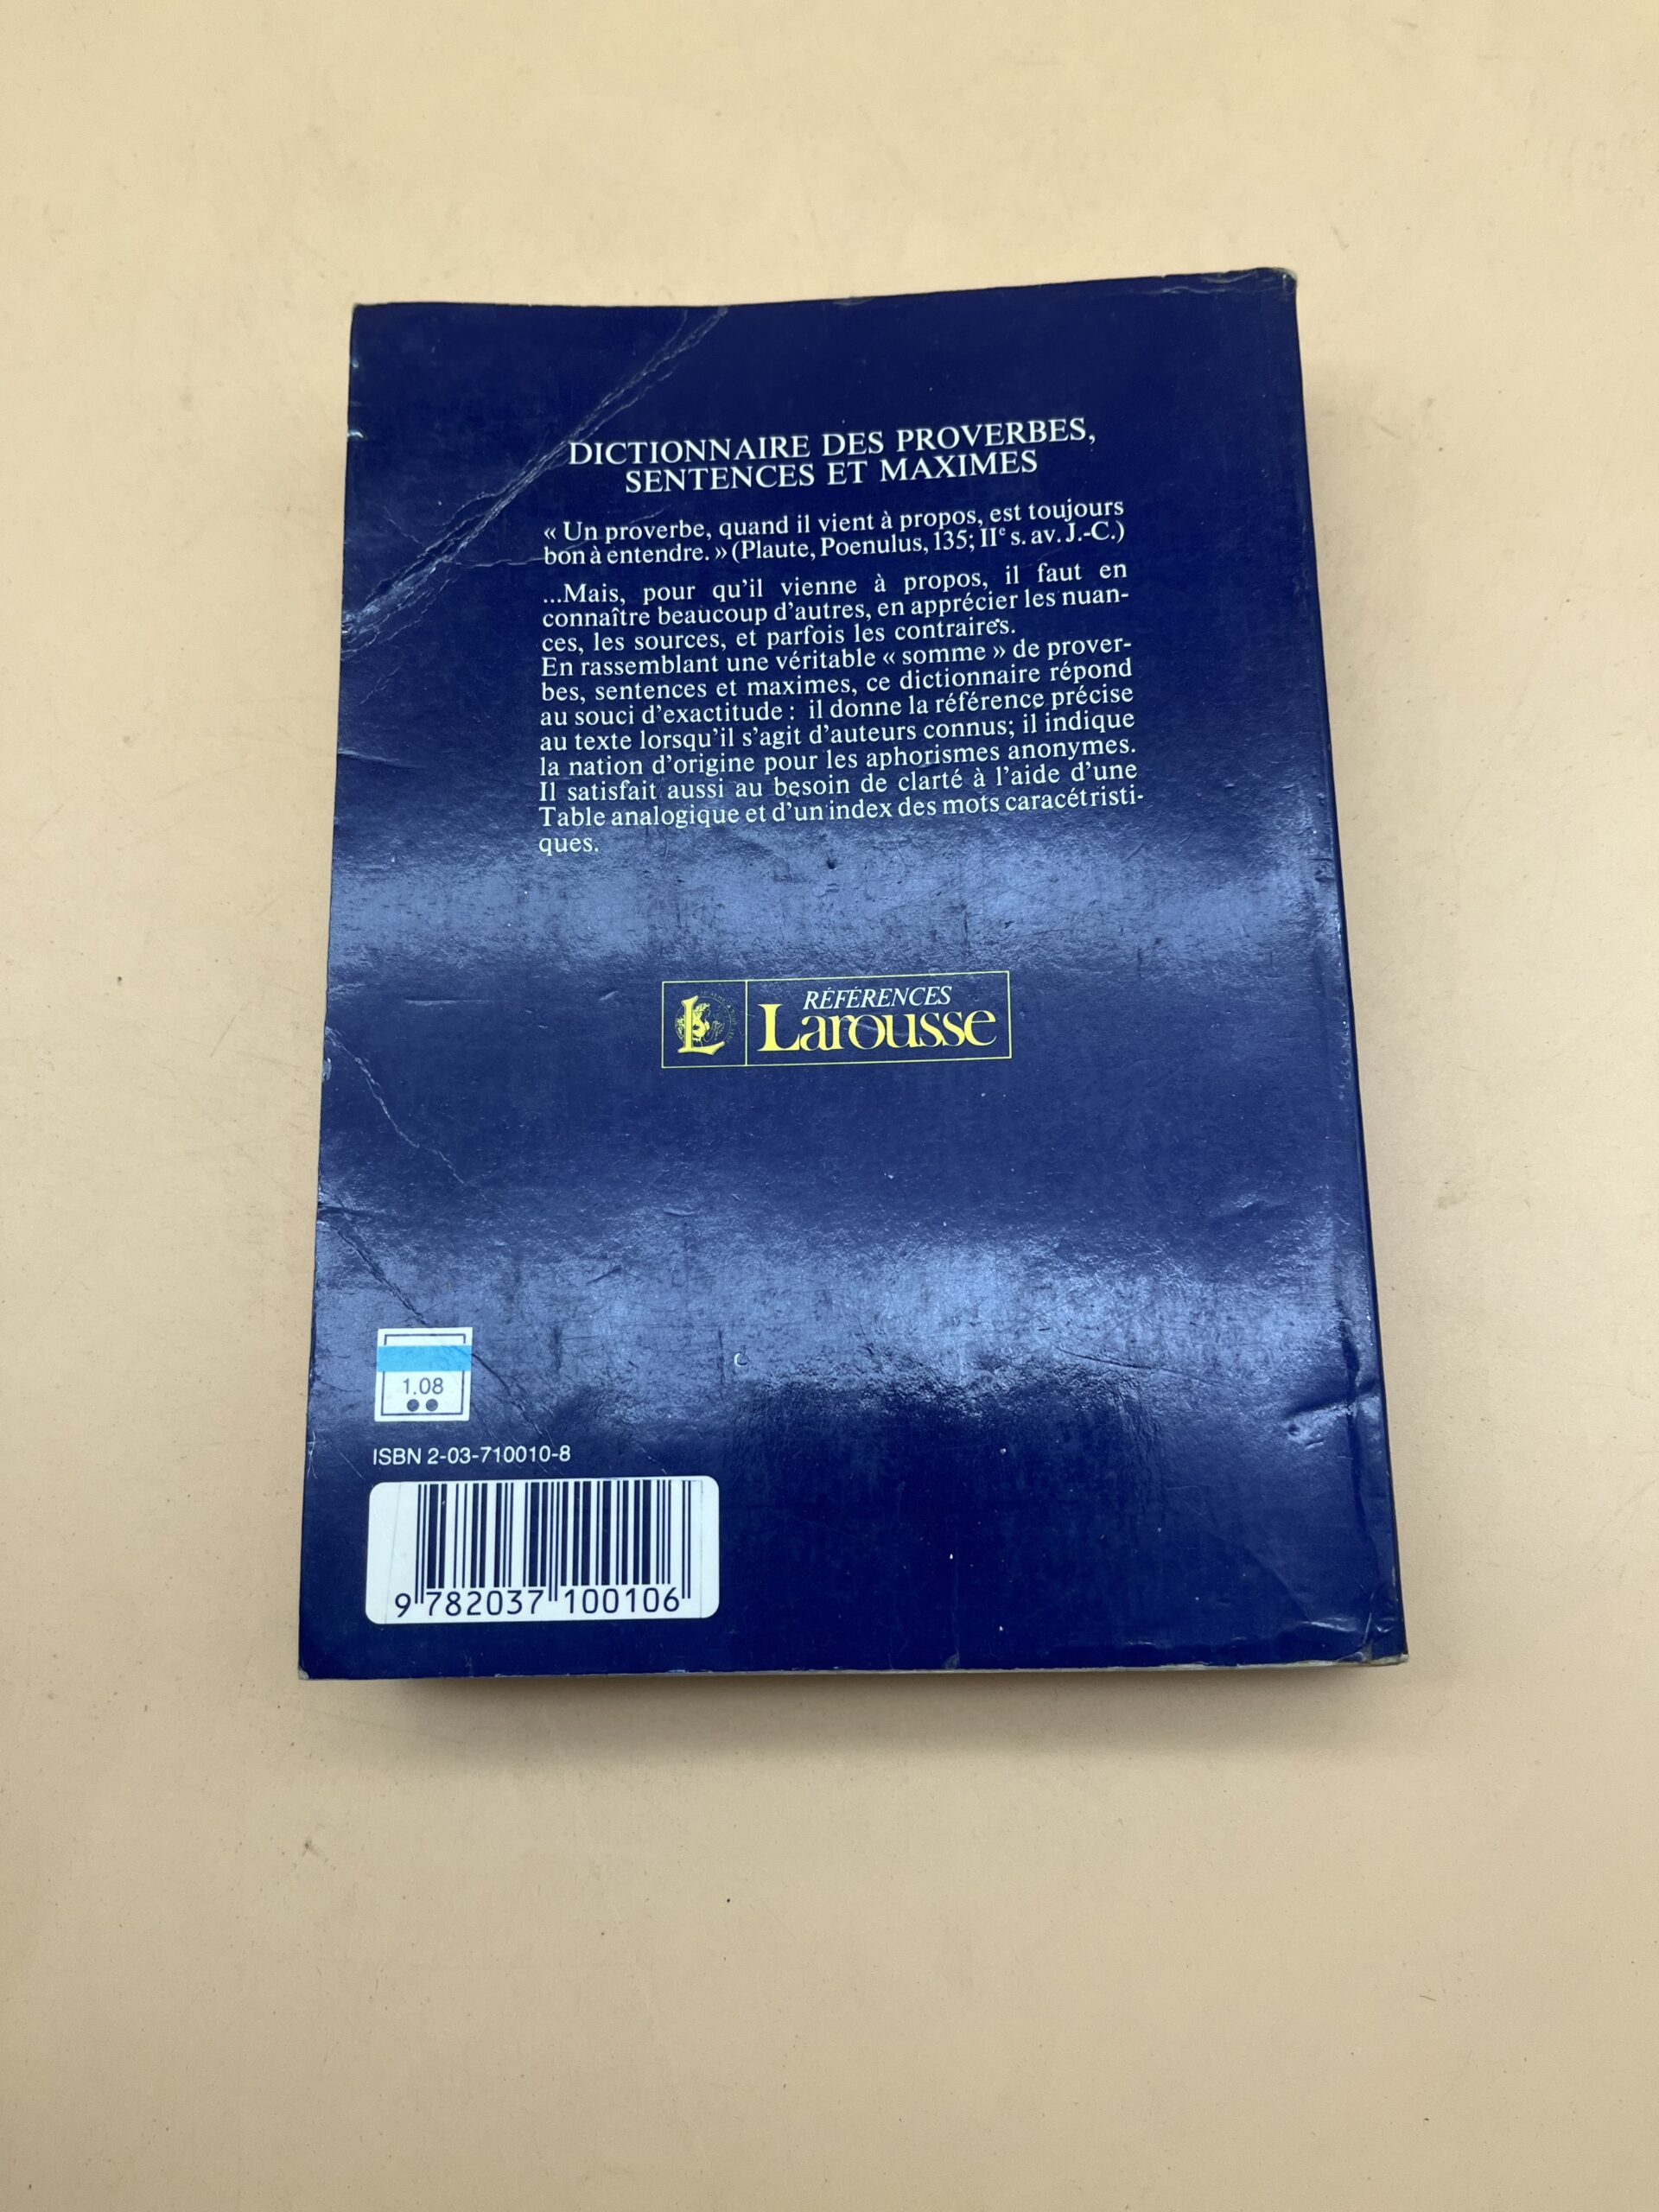 DICTIONNAIRE DES PROVERBES,
SENTENCES ET MAXIMES
« Un proverbe, quand il vient à propos, est toujours
bon à entendre. » (Plaute, Poenulus, 135; IIe s. av. J.-C.)
...Mais, pour qu'il vienne à propos, il faut en
connaître beaucoup d'autres, en apprécier les nuan-
ces, les sources, et parfois les contraires.
En rassemblant une véritable « somme » de prover-
bes, sentences et maximes, ce dictionnaire répond
au souci d'exactitude : il donne la référence précise
au texte lorsqu'il s'agit d'auteurs connus; il indique
la nation d'origine pour les aphorismes anonymes.
Il satisfait aussi au besoin de clarté à l'aide d'une
Table analogique et d'un index des mots caracétristi-
ques.
RÉFÉRENCES
Larousse
1.08
ISBN 2-03-710010-8
9 782037 100106